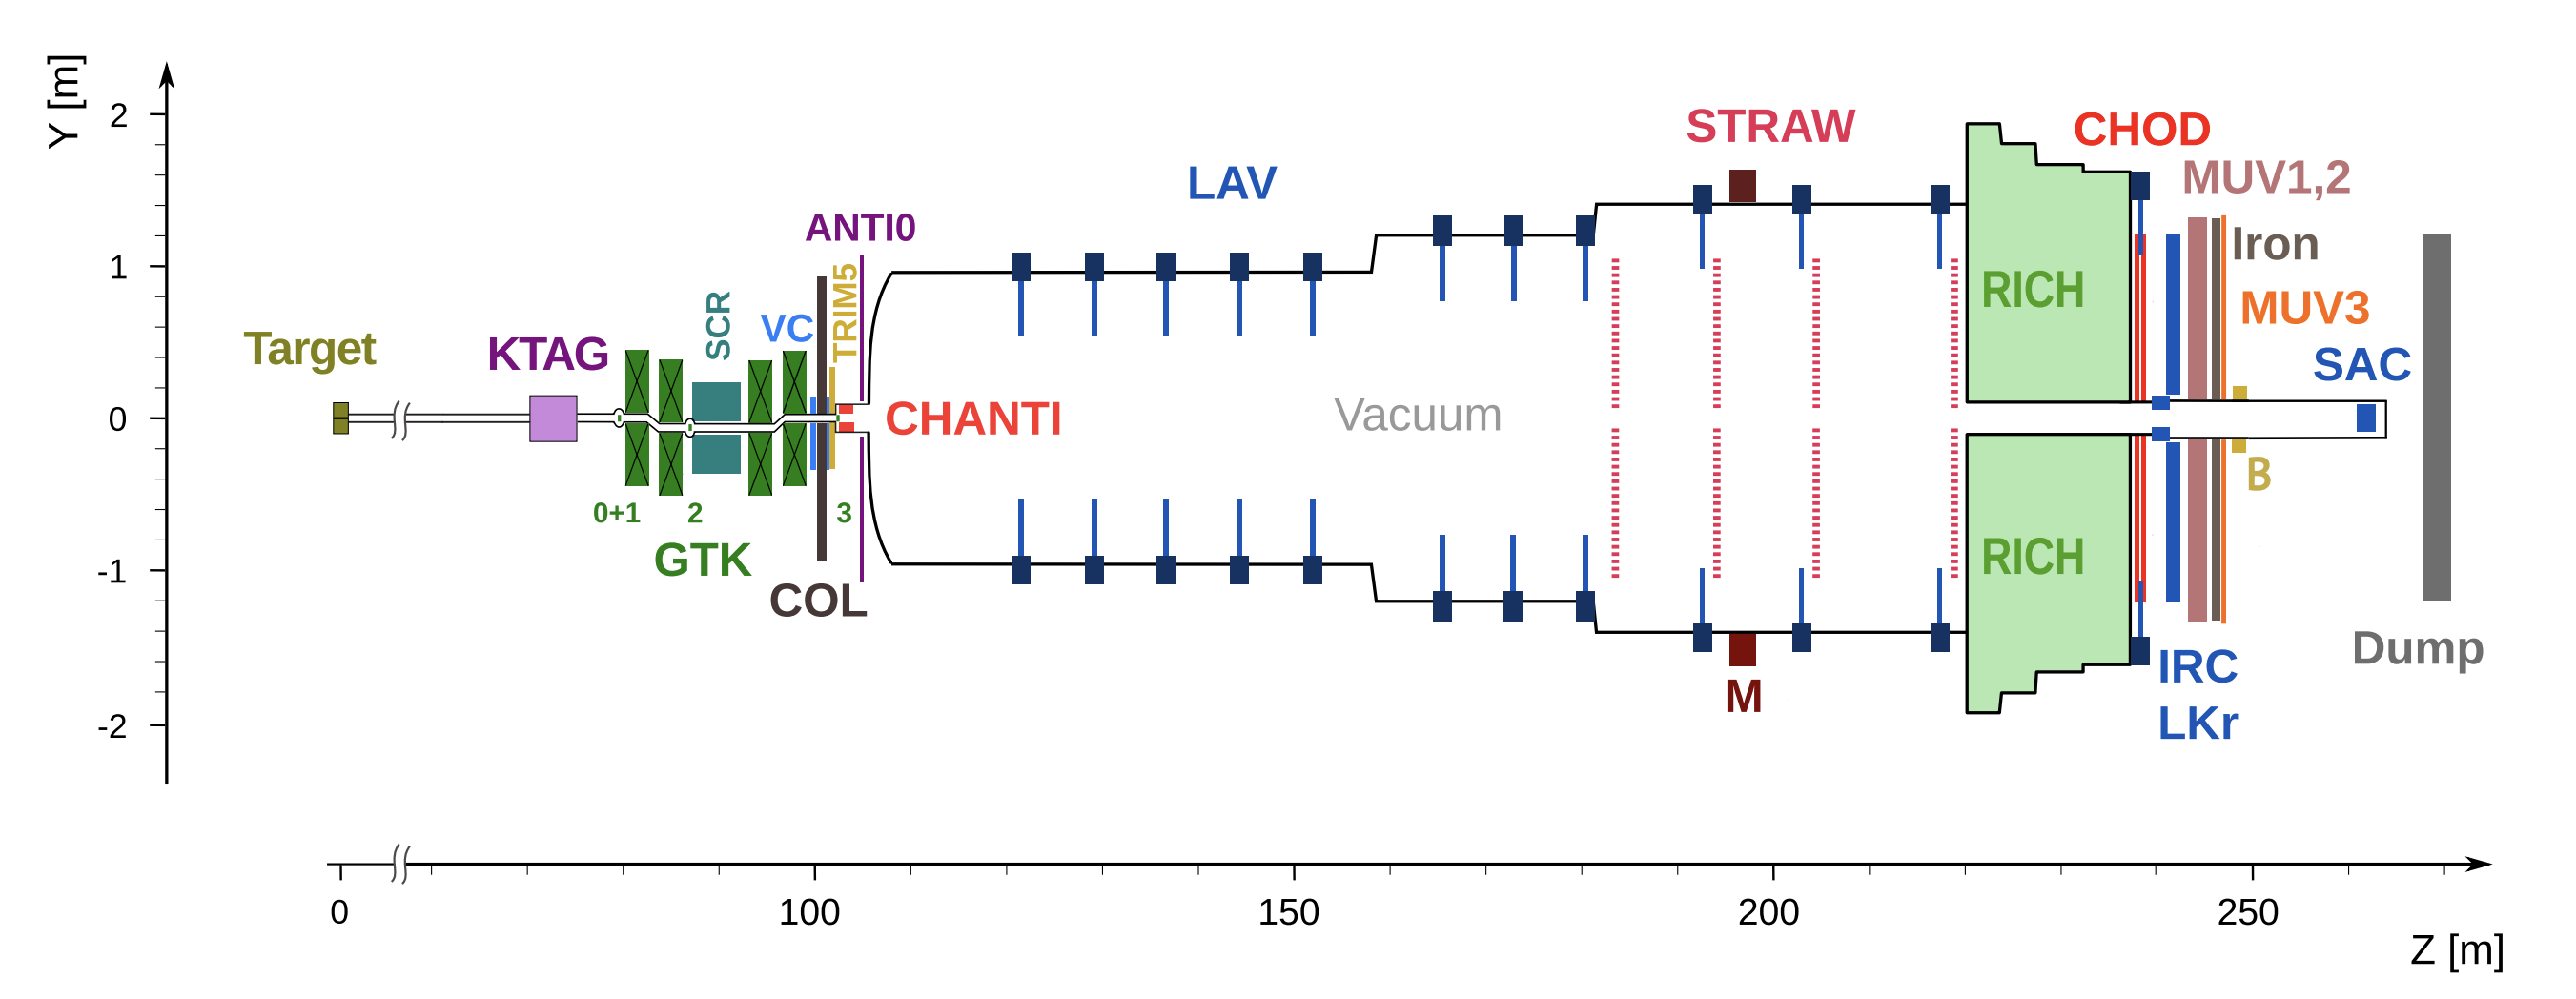 Y [m]
2
1
0
-1
-2
Target
KTAG
SCR
VC
TRIM5
ANTI0
0+1
2
3
GTK
COL
CHANTI
LAV
Vacuum
STRAW
M
RICH
RICH
CHOD
MUV1,2
Iron
MUV3
SAC
B
IRC
LKr
Dump
0
100
150
200
250
Z [m]